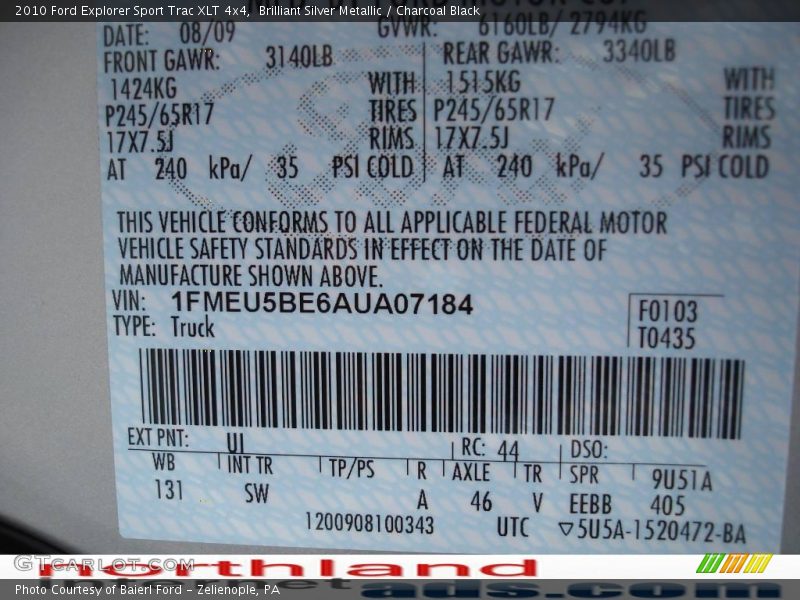 2010 Ford Explorer Sport Trac XLT 4x4, Brilliant Silver Metallic / Charcoal Black
DATE: 08/09 GVWR: 6160LB/ 2794KG
FRONT GAWR: 3140LB REAR GAWR: 3340LB
1424KG WITH 1515KG WITH
P245/65R17 TIRES P245/65R17 TIRES
17X7.5J RIMS 17X7.5J RIMS
AT 240 kPa/ 35 PSI COLD AT 240 kPa/ 35 PSI COLD
THIS VEHICLE CONFORMS TO ALL APPLICABLE FEDERAL MOTOR
VEHICLE SAFETY STANDARDS IN EFFECT ON THE DATE OF
MANUFACTURE SHOWN ABOVE.
VIN: 1FMEU5BE6AUA07184
TYPE: Truck
F0103
T0435
EXT PNT: UI RC: 44 DSO:
WB INT TR TP/PS R AXLE TR SPR 9U51A
131 SW A 46 V EEBB 405
1200908100343 UTC ▽5U5A-1520472-BA
GTcarlot.com
northland
internetads.com
Photo Courtesy of Baierl Ford - Zelienople, PA